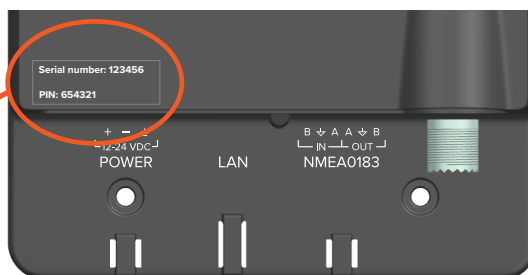 Serial number: 123456
PIN: 654321
+ − ⏚
12-24 VDC
POWER
LAN
B ⏚ A A ⏚ B
IN OUT
NMEA0183